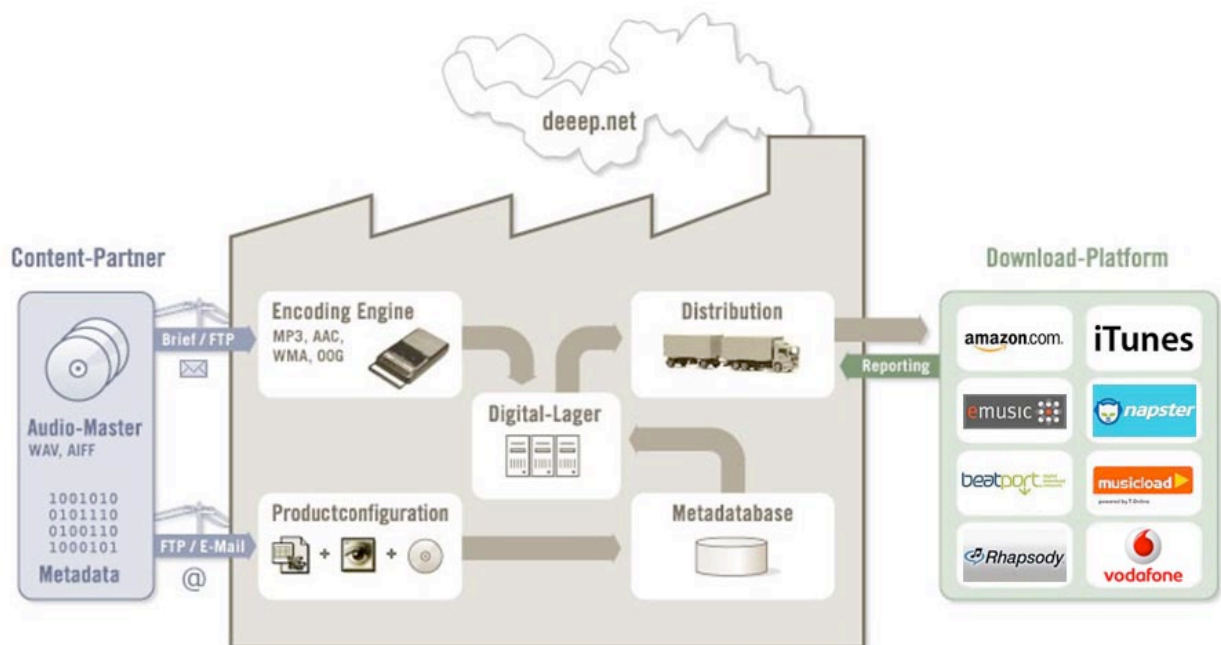 deeep.net
Content-Partner
Brief / FTP
Audio-Master
WAV, AIFF
1001010
0101110
0100110
1000101
Metadata
FTP / E-Mail
@
Encoding Engine
MP3, AAC,
WMA, OOG
Digital-Lager
Productconfiguration
+ +
Distribution
Metadatabase
Reporting
Download-Platform
amazon.com.
iTunes
emusic
napster
beatport
musicload
powered by T-Online
Rhapsody
vodafone